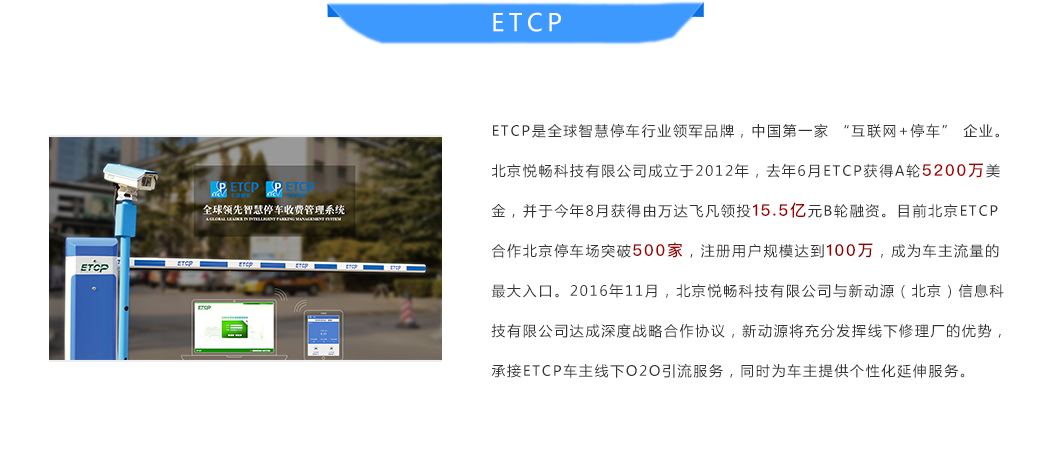 ETCP
ETCP是全球智慧停车行业领军品牌，中国第一家 “互联网+停车” 企业。
北京悦畅科技有限公司成立于2012年，去年6月ETCP获得A轮5200万美
金，并于今年8月获得由万达飞凡领投15.5亿元B轮融资。目前北京ETCP
合作北京停车场突破500家，注册用户规模达到100万，成为车主流量的
最大入口。2016年11月，北京悦畅科技有限公司与新动源（北京）信息科
技有限公司达成深度战略合作协议，新动源将充分发挥线下修理厂的优势，
承接ETCP车主线下O2O引流服务，同时为车主提供个性化延伸服务。
ETCP ETCP
全球领先智慧停车收费管理系统
A GLOBAL LEADER IN INTELLIGENT PARKING MANAGEMENT SYSTEM
ETCP
ETCP ETCP ETCP ETCP ETCP
ETCP